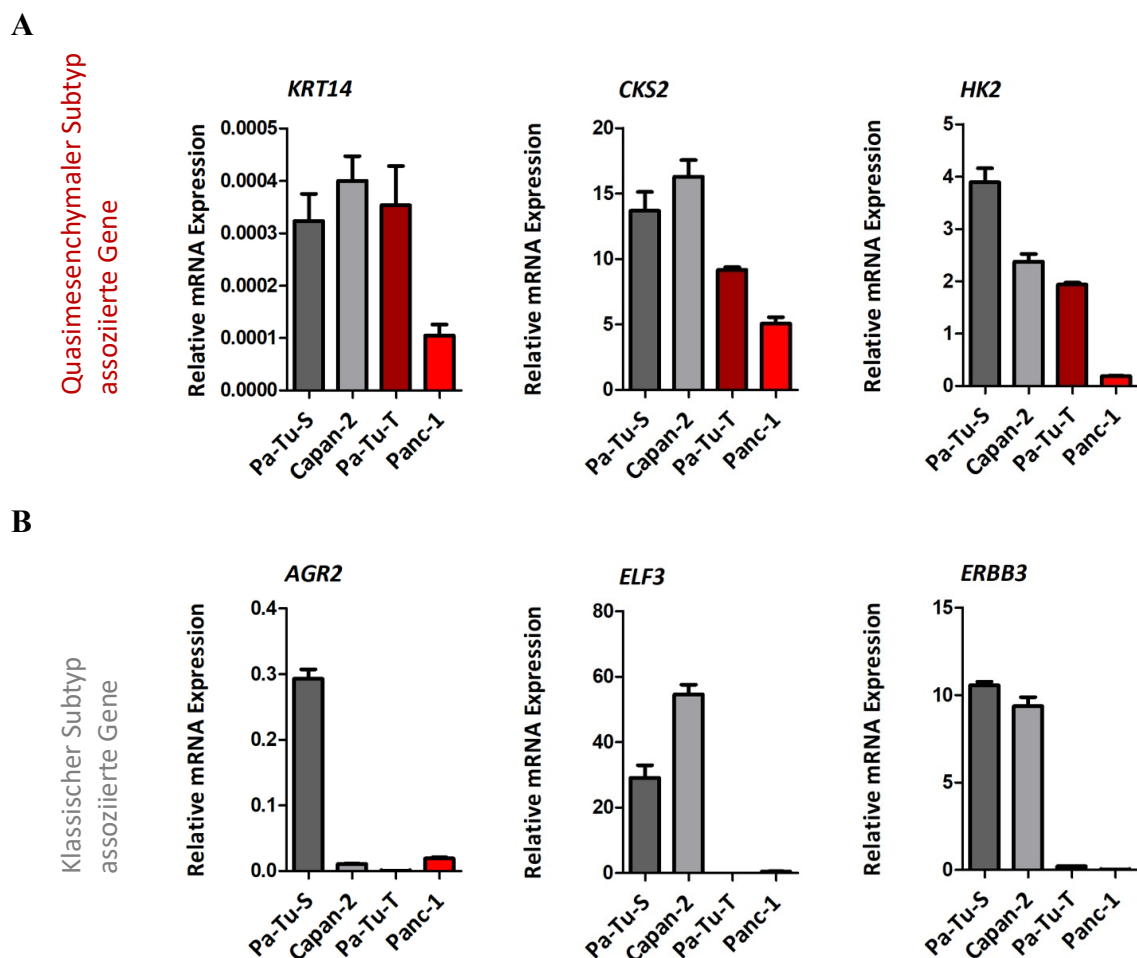 A
Quasimesenchymaler Subtyp
assoziierte Gene
KRT14
Relative mRNA Expression
0.0005
0.0004
0.0003
0.0002
0.0001
0.0000
Pa-Tu-S
Capan-2
Pa-Tu-T
Panc-1
CKS2
Relative mRNA Expression
20
15
10
5
0
Pa-Tu-S
Capan-2
Pa-Tu-T
Panc-1
HK2
Relative mRNA Expression
5
4
3
2
1
0
Pa-Tu-S
Capan-2
Pa-Tu-T
Panc-1
B
Klassischer Subtyp
assoziierte Gene
AGR2
Relative mRNA Expression
0.4
0.3
0.2
0.1
0.0
Pa-Tu-S
Capan-2
Pa-Tu-T
Panc-1
ELF3
Relative mRNA Expression
80
60
40
20
0
Pa-Tu-S
Capan-2
Pa-Tu-T
Panc-1
ERBB3
Relative mRNA Expression
15
10
5
0
Pa-Tu-S
Capan-2
Pa-Tu-T
Panc-1